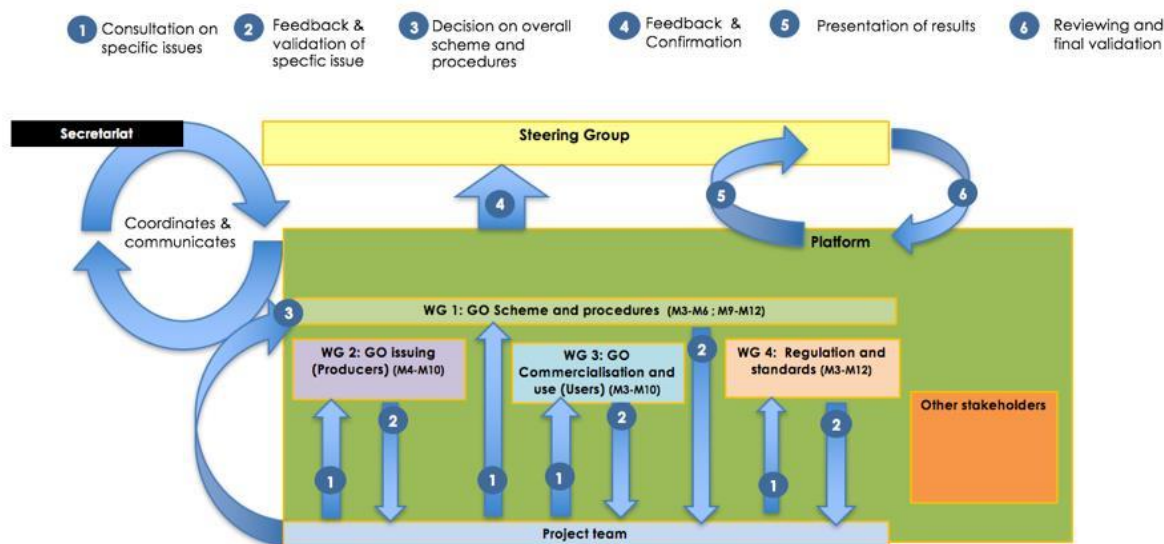 1 Consultation on
specific issues
2 Feedback &
validation of
specfic issue
3 Decision on overall
scheme and
procedures
4 Feedback &
Confirmation
5 Presentation of results
6 Reviewing and
final validation
Secretariat
Steering Group
Coordinates &
communicates
4
5
6
Platform
3
WG 1: GO Scheme and procedures (M3-M6 ; M9-M12)
WG 2: GO issuing
(Producers) (M4-M10)
WG 3: GO
Commercialisation and
use (Users) (M3-M10)
2
WG 4: Regulation and
standards (M3-M12)
Other stakeholders
2
2
2
1
1
1
1
Project team